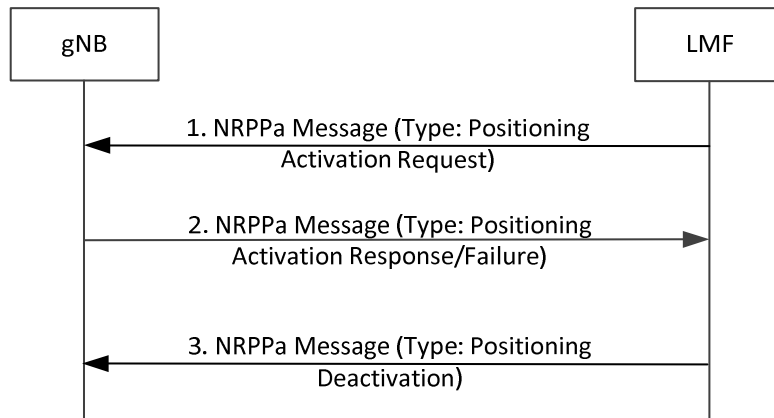 gNB
LMF
1. NRPPa Message (Type: Positioning
Activation Request)
2. NRPPa Message (Type: Positioning
Activation Response/Failure)
3. NRPPa Message (Type: Positioning
Deactivation)